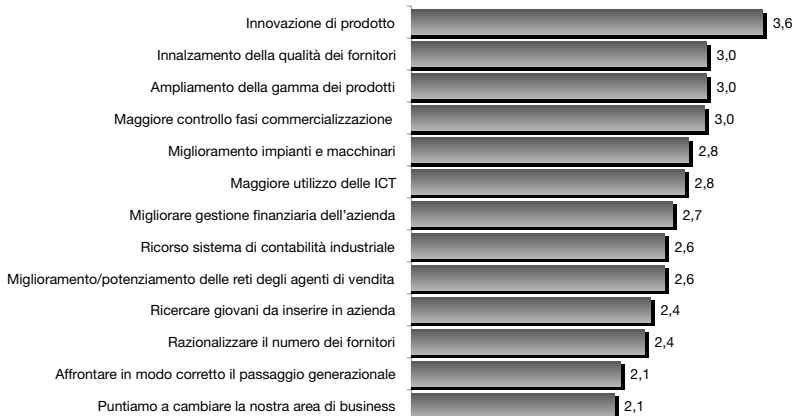 Innovazione di prodotto 3,6
Innalzamento della qualità dei fornitori 3,0
Ampliamento della gamma dei prodotti 3,0
Maggiore controllo fasi commercializzazione 3,0
Miglioramento impianti e macchinari 2,8
Maggiore utilizzo delle ICT 2,8
Migliorare gestione finanziaria dell'azienda 2,7
Ricorso sistema di contabilità industriale 2,6
Miglioramento/potenziamento delle reti degli agenti di vendita 2,6
Ricercare giovani da inserire in azienda 2,4
Razionalizzare il numero dei fornitori 2,4
Affrontare in modo corretto il passaggio generazionale 2,1
Puntiamo a cambiare la nostra area di business 2,1